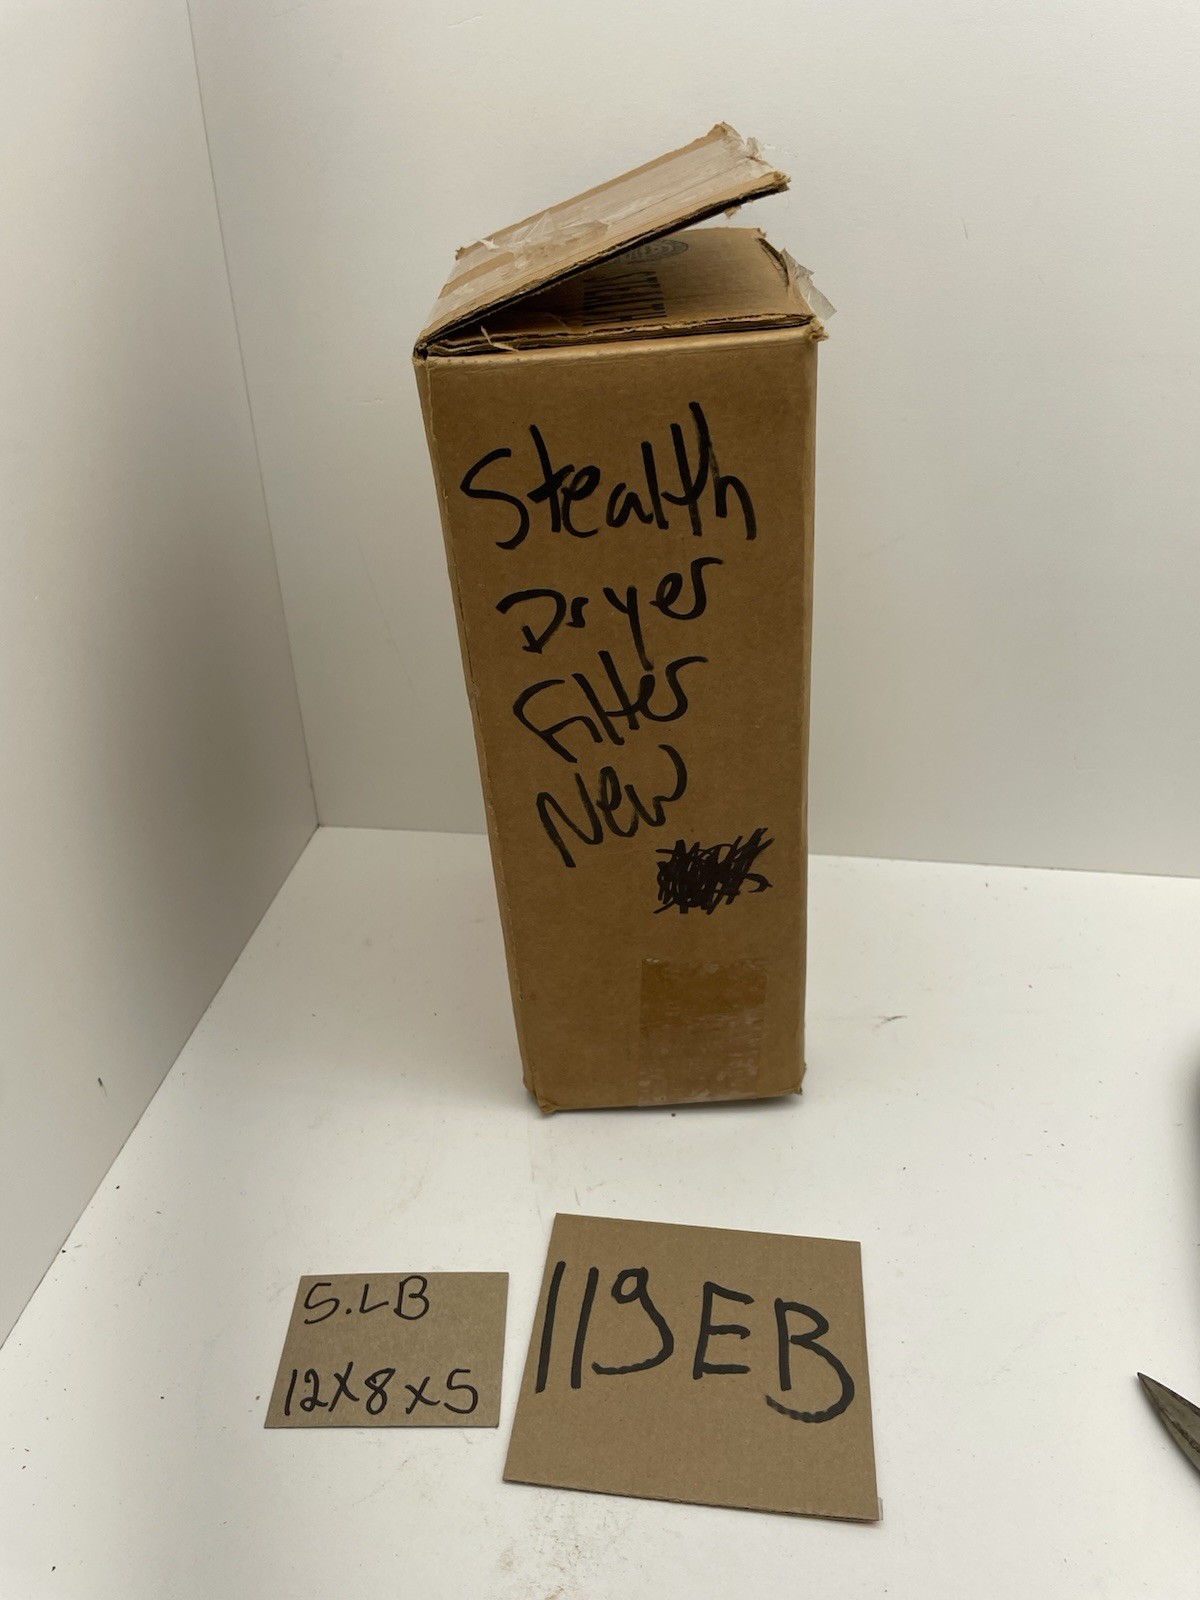 Stealth
Dryer
Filter
New
5.LB
12X8X5
119EB